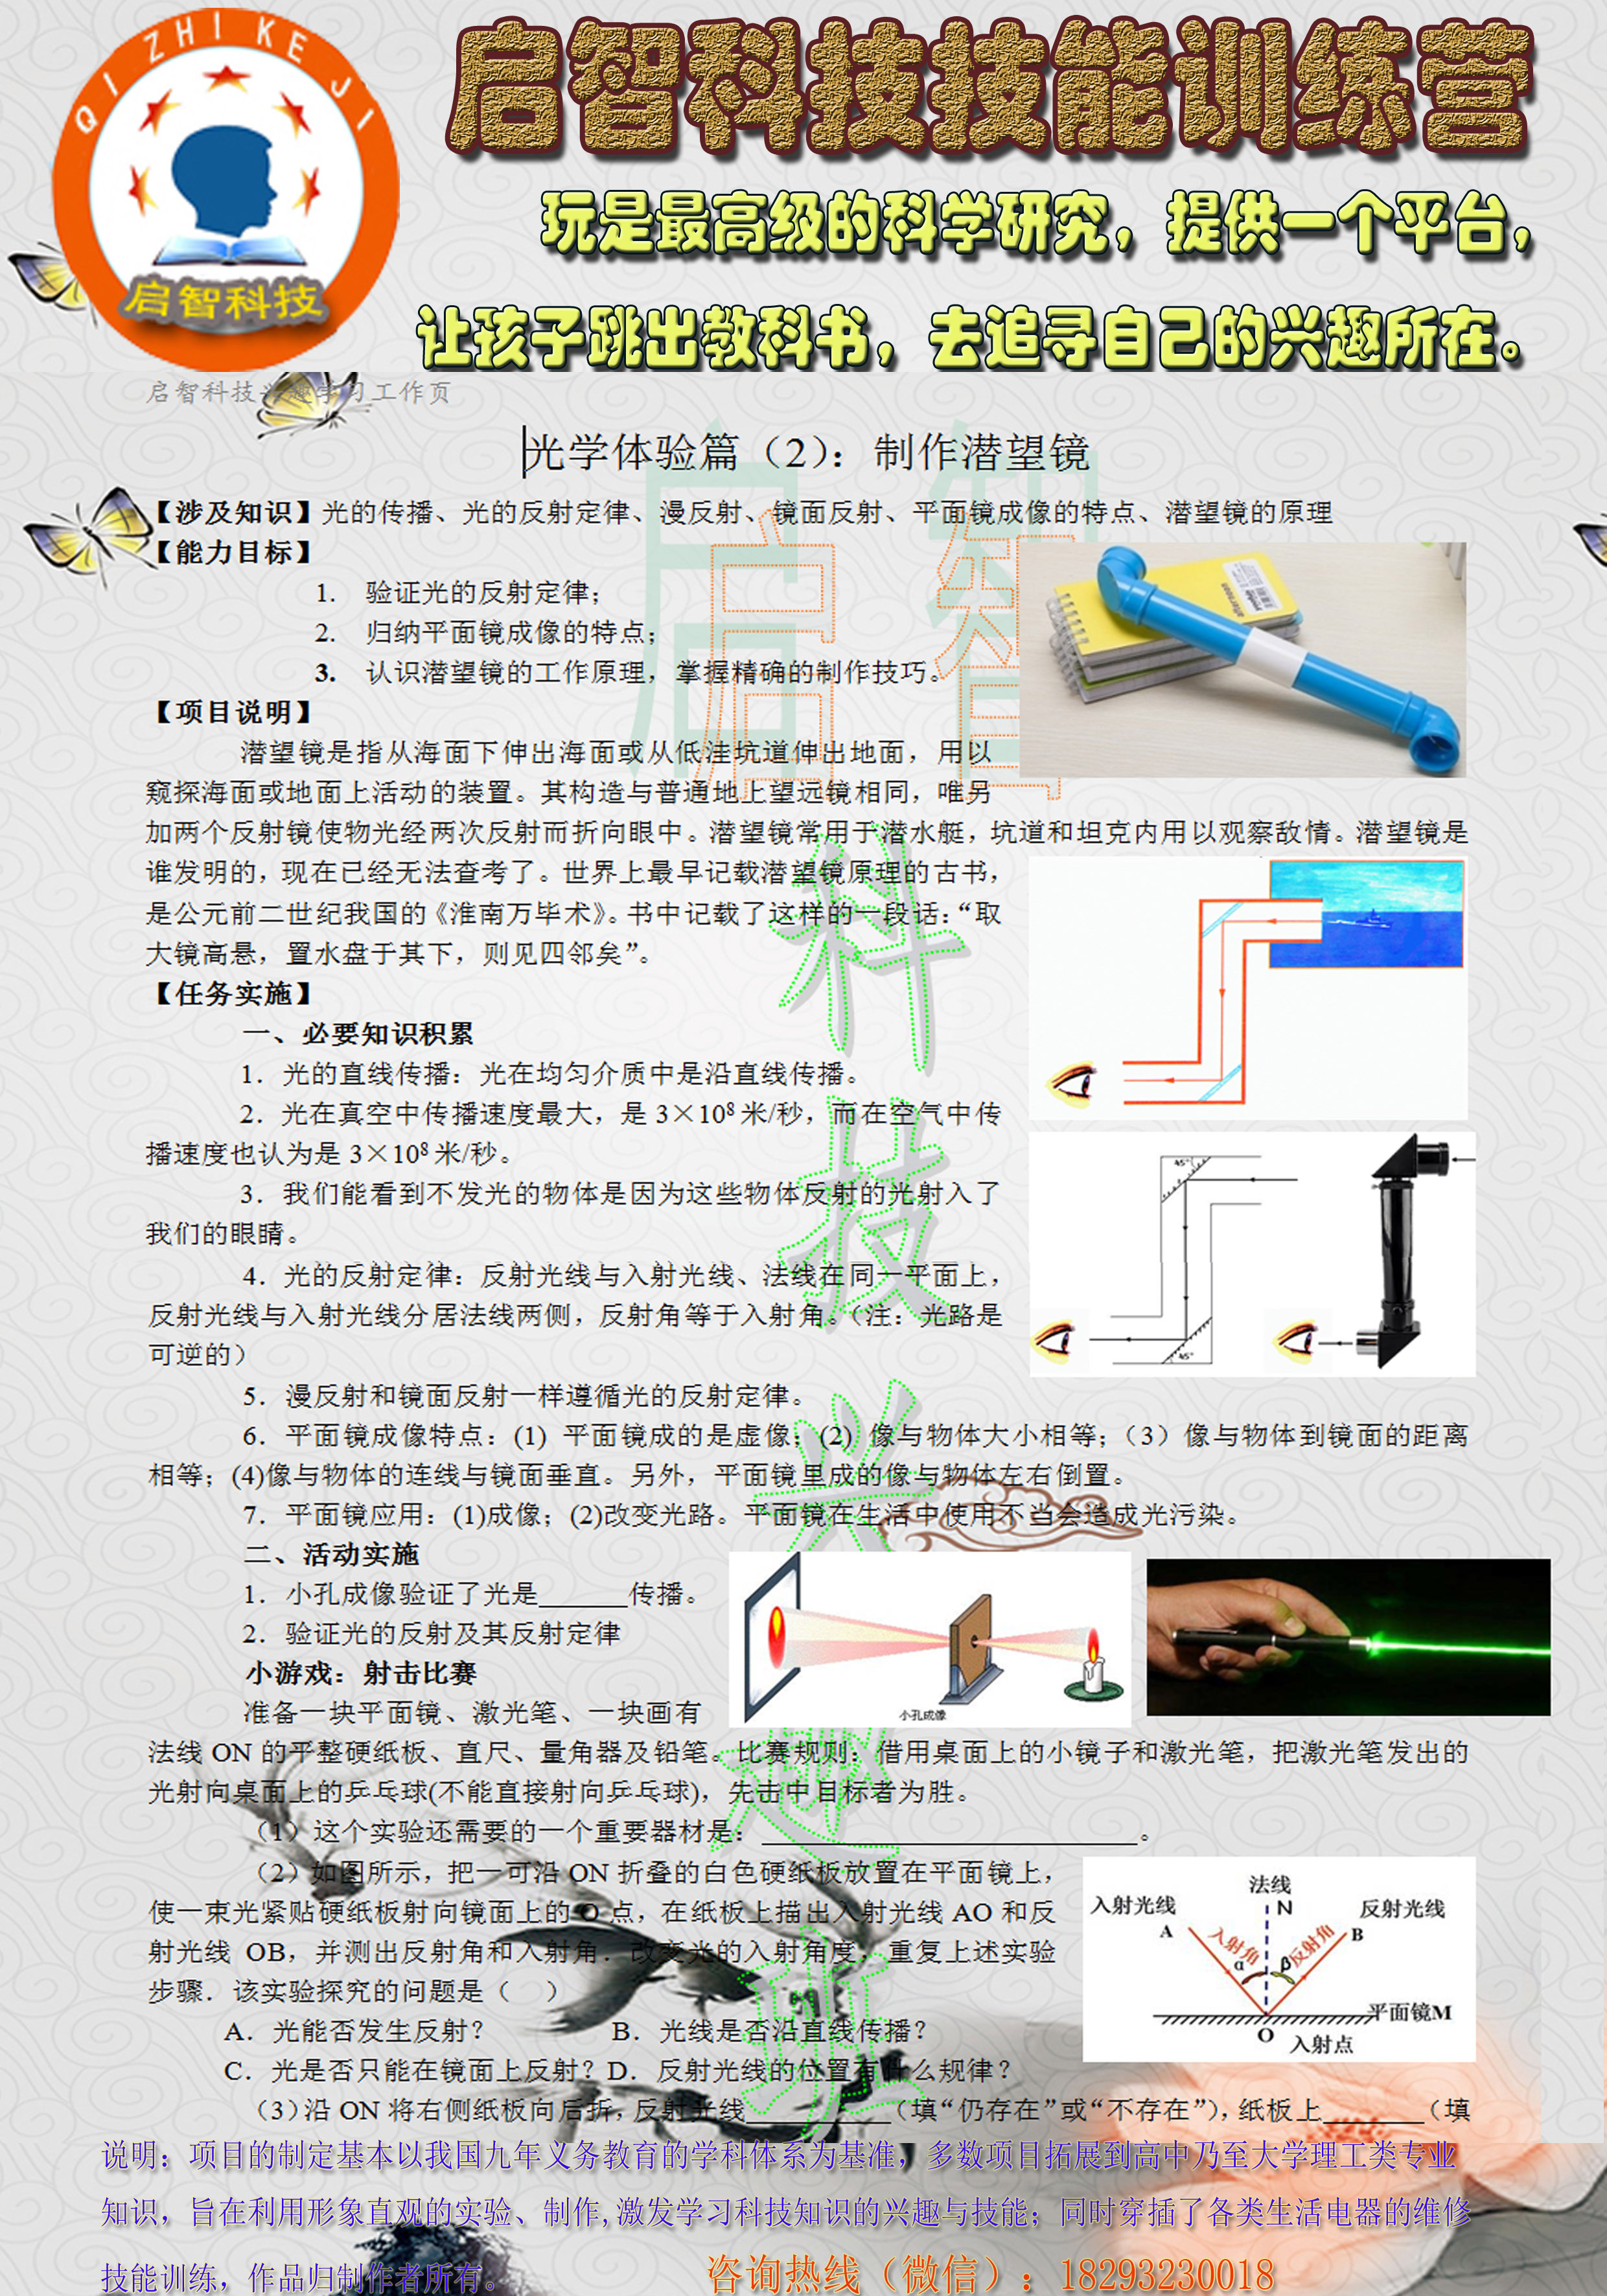 QI ZHI KE JI
启智科技
启智科技技能训练营
玩是最高级的科学研究，提供一个平台，
让孩子跳出教科书，去追寻自己的兴趣所在。
启智科技兴趣学习工作页
光学体验篇（2）：制作潜望镜
【涉及知识】光的传播、光的反射定律、漫反射、镜面反射、平面镜成像的特点、潜望镜的原理
【能力目标】
1. 验证光的反射定律；
2. 归纳平面镜成像的特点；
3. 认识潜望镜的工作原理，掌握精确的制作技巧。
【项目说明】
潜望镜是指从海面下伸出海面或从低洼坑道伸出地面，用以
窥探海面或地面上活动的装置。其构造与普通地上望远镜相同，唯另
加两个反射镜使物光经两次反射而折向眼中。潜望镜常用于潜水艇，坑道和坦克内用以观察敌情。潜望镜是
谁发明的，现在已经无法查考了。世界上最早记载潜望镜原理的古书，
是公元前二世纪我国的《淮南万毕术》。书中记载了这样的一段话：“取
大镜高悬，置水盘于其下，则见四邻矣”。
【任务实施】
一、必要知识积累
1．光的直线传播：光在均匀介质中是沿直线传播。
2．光在真空中传播速度最大，是 3×10⁸ 米/秒，而在空气中传
播速度也认为是 3×10⁸ 米/秒。
3．我们能看到不发光的物体是因为这些物体反射的光射入了
我们的眼睛。
4．光的反射定律：反射光线与入射光线、法线在同一平面上，
反射光线与入射光线分居法线两侧，反射角等于入射角。（注：光路是
可逆的）
45°
45°
5．漫反射和镜面反射一样遵循光的反射定律。
6．平面镜成像特点：(1) 平面镜成的是虚像；(2) 像与物体大小相等；（3）像与物体到镜面的距离
相等；(4)像与物体的连线与镜面垂直。另外，平面镜里成的像与物体左右倒置。
7．平面镜应用：(1)成像；(2)改变光路。平面镜在生活中使用不当会造成光污染。
二、活动实施
1．小孔成像验证了光是______传播。
2．验证光的反射及其反射定律
小孔成像
小游戏：射击比赛
准备一块平面镜、激光笔、一块画有
法线 ON 的平整硬纸板、直尺、量角器及铅笔。比赛规则：借用桌面上的小镜子和激光笔，把激光笔发出的
光射向桌面上的乒乓球(不能直接射向乒乓球)，先击中目标者为胜。
（1）这个实验还需要的一个重要器材是：__________________________。
（2）如图所示，把一可沿 ON 折叠的白色硬纸板放置在平面镜上，
使一束光紧贴硬纸板射向镜面上的 O 点，在纸板上描出入射光线 AO 和反
射光线 OB，并测出反射角和入射角．改变光的入射角度，重复上述实验
步骤．该实验探究的问题是（ ）
A．光能否发生反射？ B．光线是否沿直线传播？
C．光是否只能在镜面上反射？ D．反射光线的位置有什么规律？
入射光线
法线
反射光线
A
N
B
入射角
反射角
α
β
平面镜M
O
入射点
（3）沿 ON 将右侧纸板向后折，反射光线__________（填“仍存在”或“不存在”），纸板上_______（填
启智科技兴趣班
说明：项目的制定基本以我国九年义务教育的学科体系为基准，多数项目拓展到高中乃至大学理工类专业
知识，旨在利用形象直观的实验、制作,激发学习科技知识的兴趣与技能；同时穿插了各类生活电器的维修
技能训练，作品归制作者所有。
咨询热线（微信）：18293230018